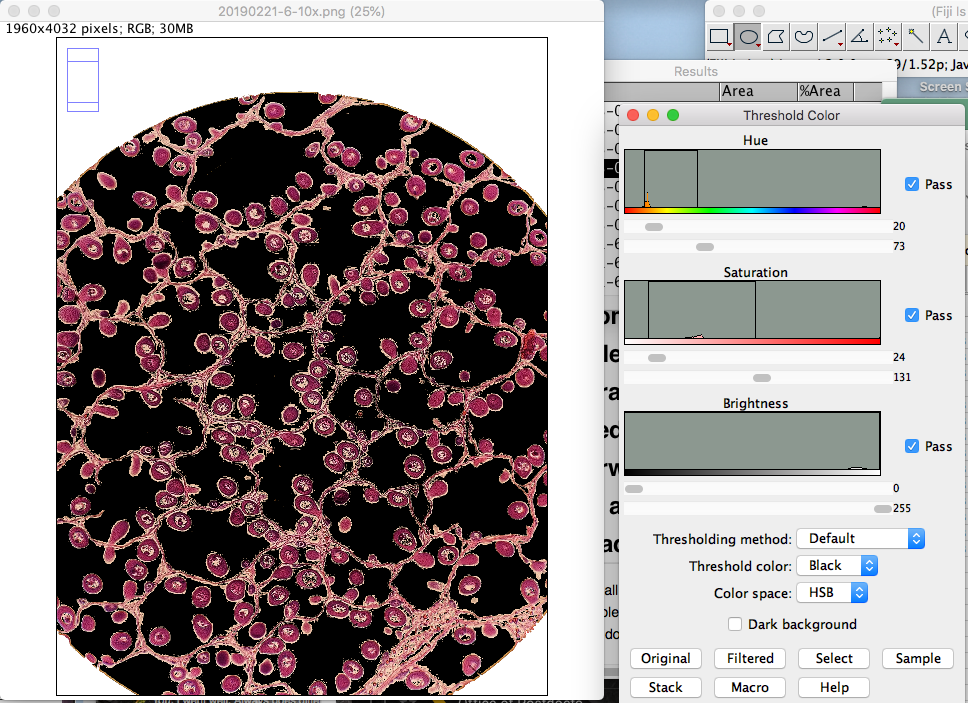 20190221-6-10x.png (25%)
1960x4032 pixels; RGB; 30MB
(Fiji Is
9/1.52p; Jav
Screen S
Results
Area
%Area
Threshold Color
Hue
Pass
20
73
Saturation
Pass
24
131
Brightness
Pass
0
255
Thresholding method: Default
Threshold color: Black
Color space: HSB
Dark background
Original Filtered Select Sample
Stack Macro Help